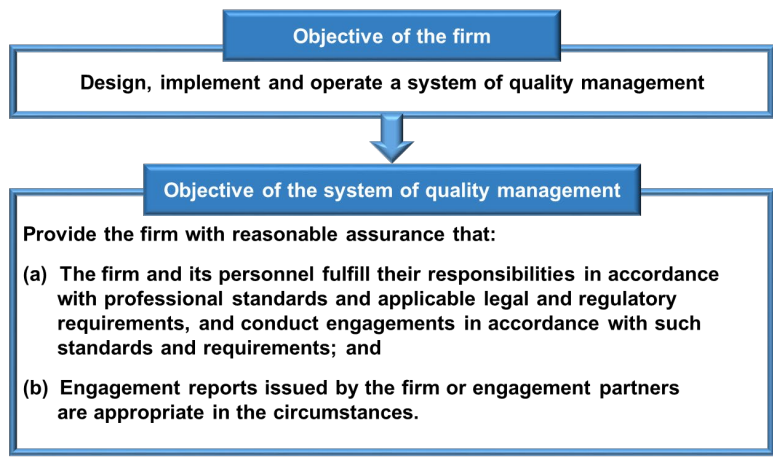 Objective of the firm
Design, implement and operate a system of quality management
Objective of the system of quality management
Provide the firm with reasonable assurance that:
(a) The firm and its personnel fulfill their responsibilities in accordance
with professional standards and applicable legal and regulatory
requirements, and conduct engagements in accordance with such
standards and requirements; and
(b) Engagement reports issued by the firm or engagement partners
are appropriate in the circumstances.